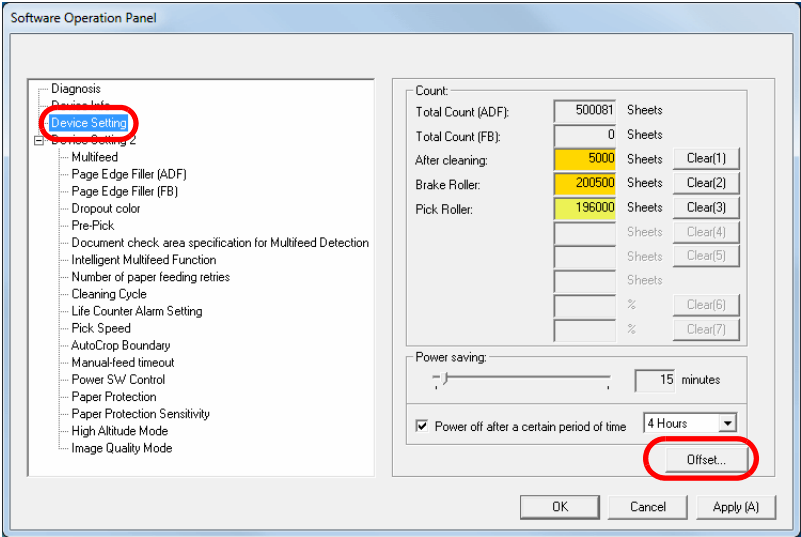 Software Operation Panel
Diagnosis
Device Info
Device Setting
Device Setting 2
Multifeed
Page Edge Filler (ADF)
Page Edge Filler (FB)
Dropout color
Pre-Pick
Document check area specification for Multifeed Detection
Intelligent Multifeed Function
Number of paper feeding retries
Cleaning Cycle
Life Counter Alarm Setting
Pick Speed
AutoCrop Boundary
Manual-feed timeout
Power SW Control
Paper Protection
Paper Protection Sensitivity
High Altitude Mode
Image Quality Mode
Count:
Total Count (ADF): 500081 Sheets
Total Count (FB): 0 Sheets
After cleaning: 5000 Sheets Clear(1)
Brake Roller: 200500 Sheets Clear(2)
Pick Roller: 196000 Sheets Clear(3)
Sheets Clear(4)
Sheets Clear(5)
Sheets
% Clear(6)
% Clear(7)
Power saving:
15 minutes
Power off after a certain period of time 4 Hours
Offset...
OK Cancel Apply (A)